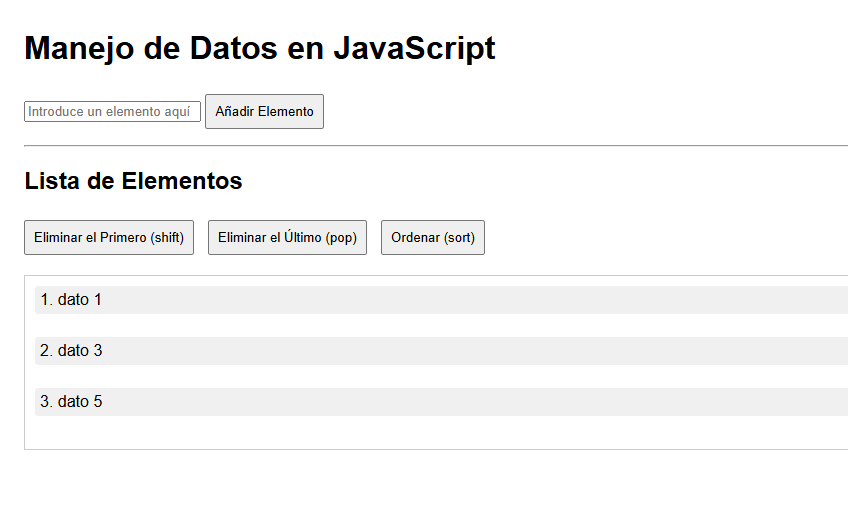 Manejo de Datos en JavaScript
Introduce un elemento aquí Añadir Elemento
Lista de Elementos
Eliminar el Primero (shift) Eliminar el Último (pop) Ordenar (sort)
1. dato 1
2. dato 3
3. dato 5